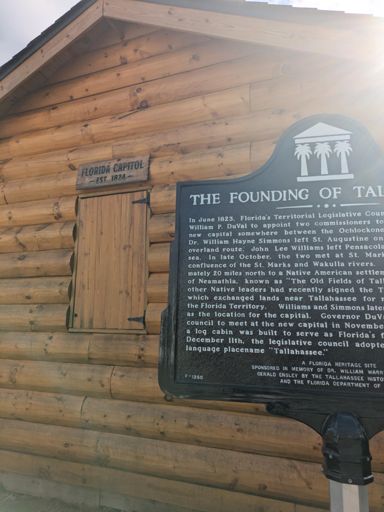 FLORIDA CAPITOL
EST. 1824
THE FOUNDING OF
In June 1823, Florida's Territorial Legislative
William P. DuVal to appoint two commissioners to
new capital somewhere between the Ochlockone
Dr. William Hayne Simmons left St. Augustine on
overland route. John Lee Williams left Pensacola
sea. In late October, the two met at St. Mark
confluence of the St. Marks and Wakulla rivers.
mately 20 miles north to a Native American settlem
of Neamathla, known as "The Old Fields of Tall
other Native leaders had recently signed the T
which exchanged lands near Tallahassee for
the Florida Territory. Williams and Simmons
as the location for the capital. Governor DuVa
council to meet at the new capital in November
a log cabin was built to serve as Florida's f
December 11th, the legislative council adopte
language placename "Tallahassee."
A FLORIDA HERITAGE SITE
SPONSORED IN MEMORY OF DR. WILLIAM WARR
GERALD ENSLEY BY THE TALLAHASSEE HISTO
AND THE FLORIDA DEPARTMENT OF